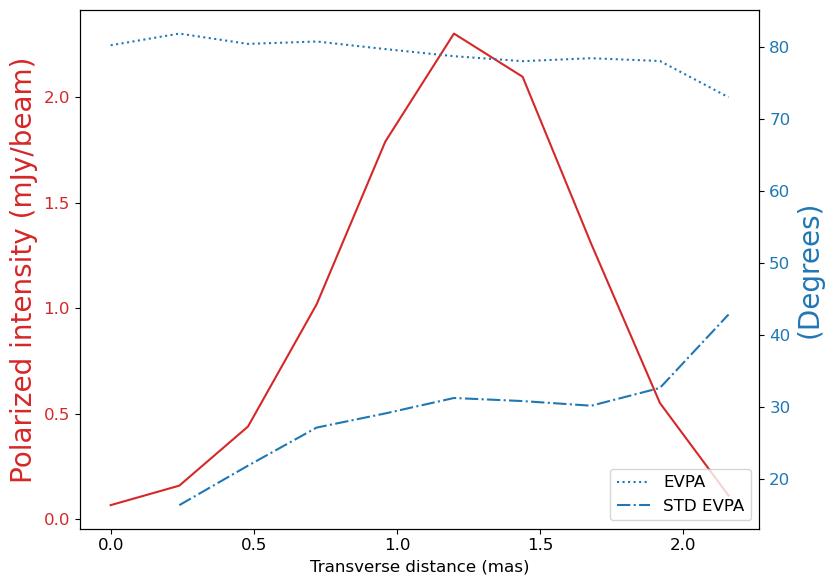 Polarized intensity (mJy/beam)
2.0
1.5
1.0
0.5
0.0
80
70
60
50
40
30
20
(Degrees)
EVPA
STD EVPA
0.0 0.5 1.0 1.5 2.0
Transverse distance (mas)